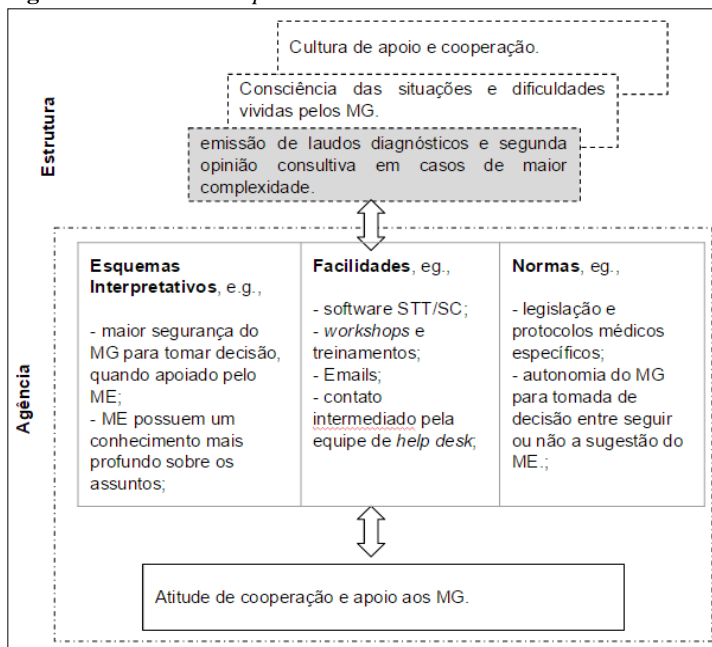 Cultura de apoio e cooperação.
Consciência das situações e dificuldades
vividas pelos MG.
emissão de laudos diagnósticos e segunda
opinião consultiva em casos de maior
complexidade.
Estrutura
Esquemas
Interpretativos, e.g.,
- maior segurança do
MG para tomar decisão,
quando apoiado pelo
ME;
- ME possuem um
conhecimento mais
profundo sobre os
assuntos;
Facilidades, eg.,
- software STT/SC;
- workshops e
treinamentos;
- Emails;
- contato
intermediado pela
equipe de help desk;
Normas, eg.,
- legislação e
protocolos médicos
específicos;
- autonomia do MG
para tomada de
decisão entre seguir
ou não a sugestão do
ME.;
Agência
Atitude de cooperação e apoio aos MG.